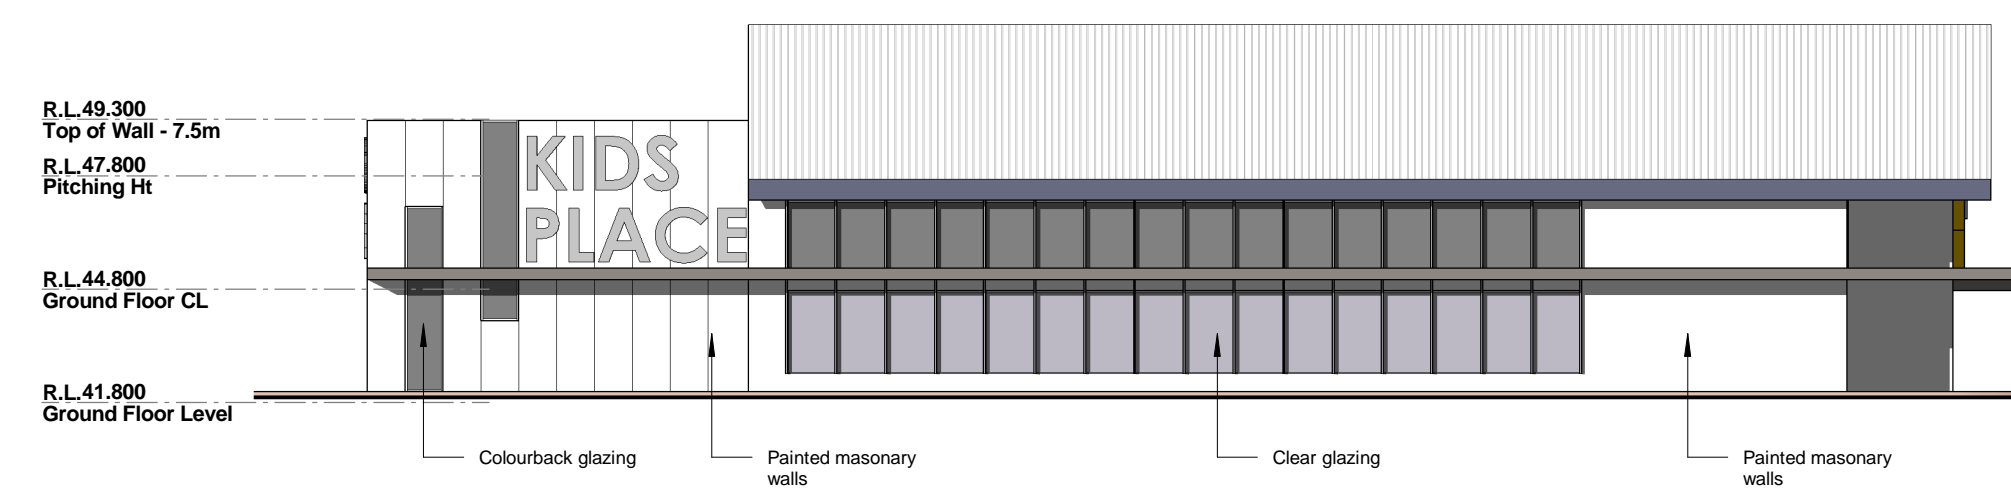 R.L.49.300
Top of Wall - 7.5m
R.L.47.800
Pitching Ht
R.L.44.800
Ground Floor CL
R.L.41.800
Ground Floor Level
KIDS
PLACE
Colourback glazing
Painted masonary
walls
Clear glazing
Painted masonary
walls